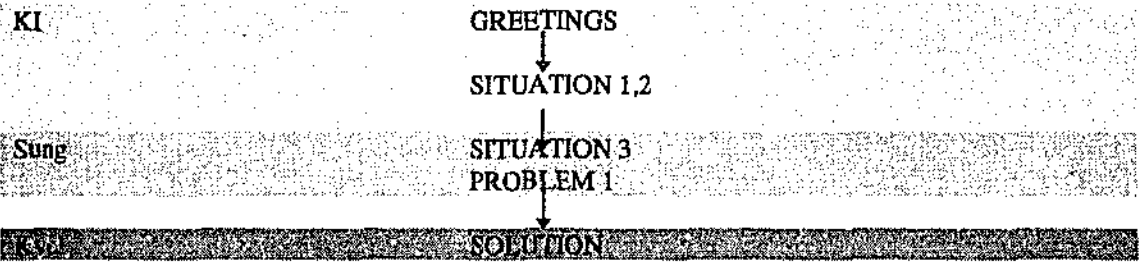 KI GREETINGS
SITUATION 1,2
Sung SITUATION 3
PROBLEM 1
SOLUTION